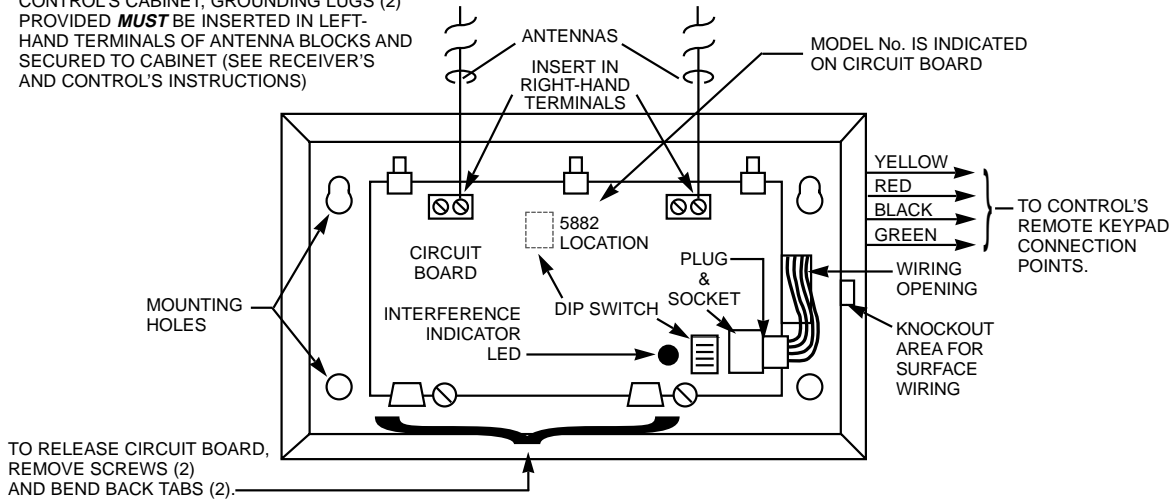 CONTROL'S CABINET, GROUNDING LUGS (2)
PROVIDED MUST BE INSERTED IN LEFT-
HAND TERMINALS OF ANTENNA BLOCKS AND
SECURED TO CABINET (SEE RECEIVER'S
AND CONTROL'S INSTRUCTIONS)
ANTENNAS
INSERT IN
RIGHT-HAND
TERMINALS
MODEL No. IS INDICATED
ON CIRCUIT BOARD
YELLOW
RED
BLACK
GREEN
TO CONTROL'S
REMOTE KEYPAD
CONNECTION
POINTS.
5882
LOCATION
CIRCUIT
BOARD
PLUG
&
SOCKET
WIRING
OPENING
MOUNTING
HOLES
INTERFERENCE
INDICATOR
LED
DIP SWITCH
KNOCKOUT
AREA FOR
SURFACE
WIRING
TO RELEASE CIRCUIT BOARD,
REMOVE SCREWS (2)
AND BEND BACK TABS (2).